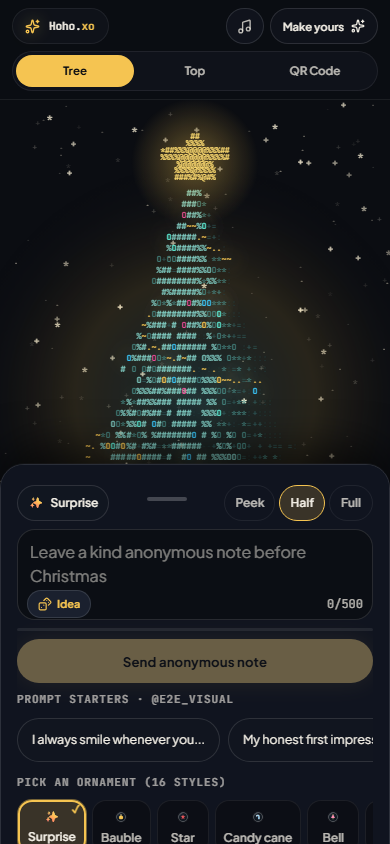 Hoho.xo
Make yours
Tree
Top
QR Code
Surprise
Peek
Half
Full
Leave a kind anonymous note before
Christmas
Idea
0/500
Send anonymous note
PROMPT STARTERS · @E2E_VISUAL
I always smile whenever you...
My honest first impres
PICK AN ORNAMENT (16 STYLES)
Surprise
Bauble
Star
Candy cane
Bell